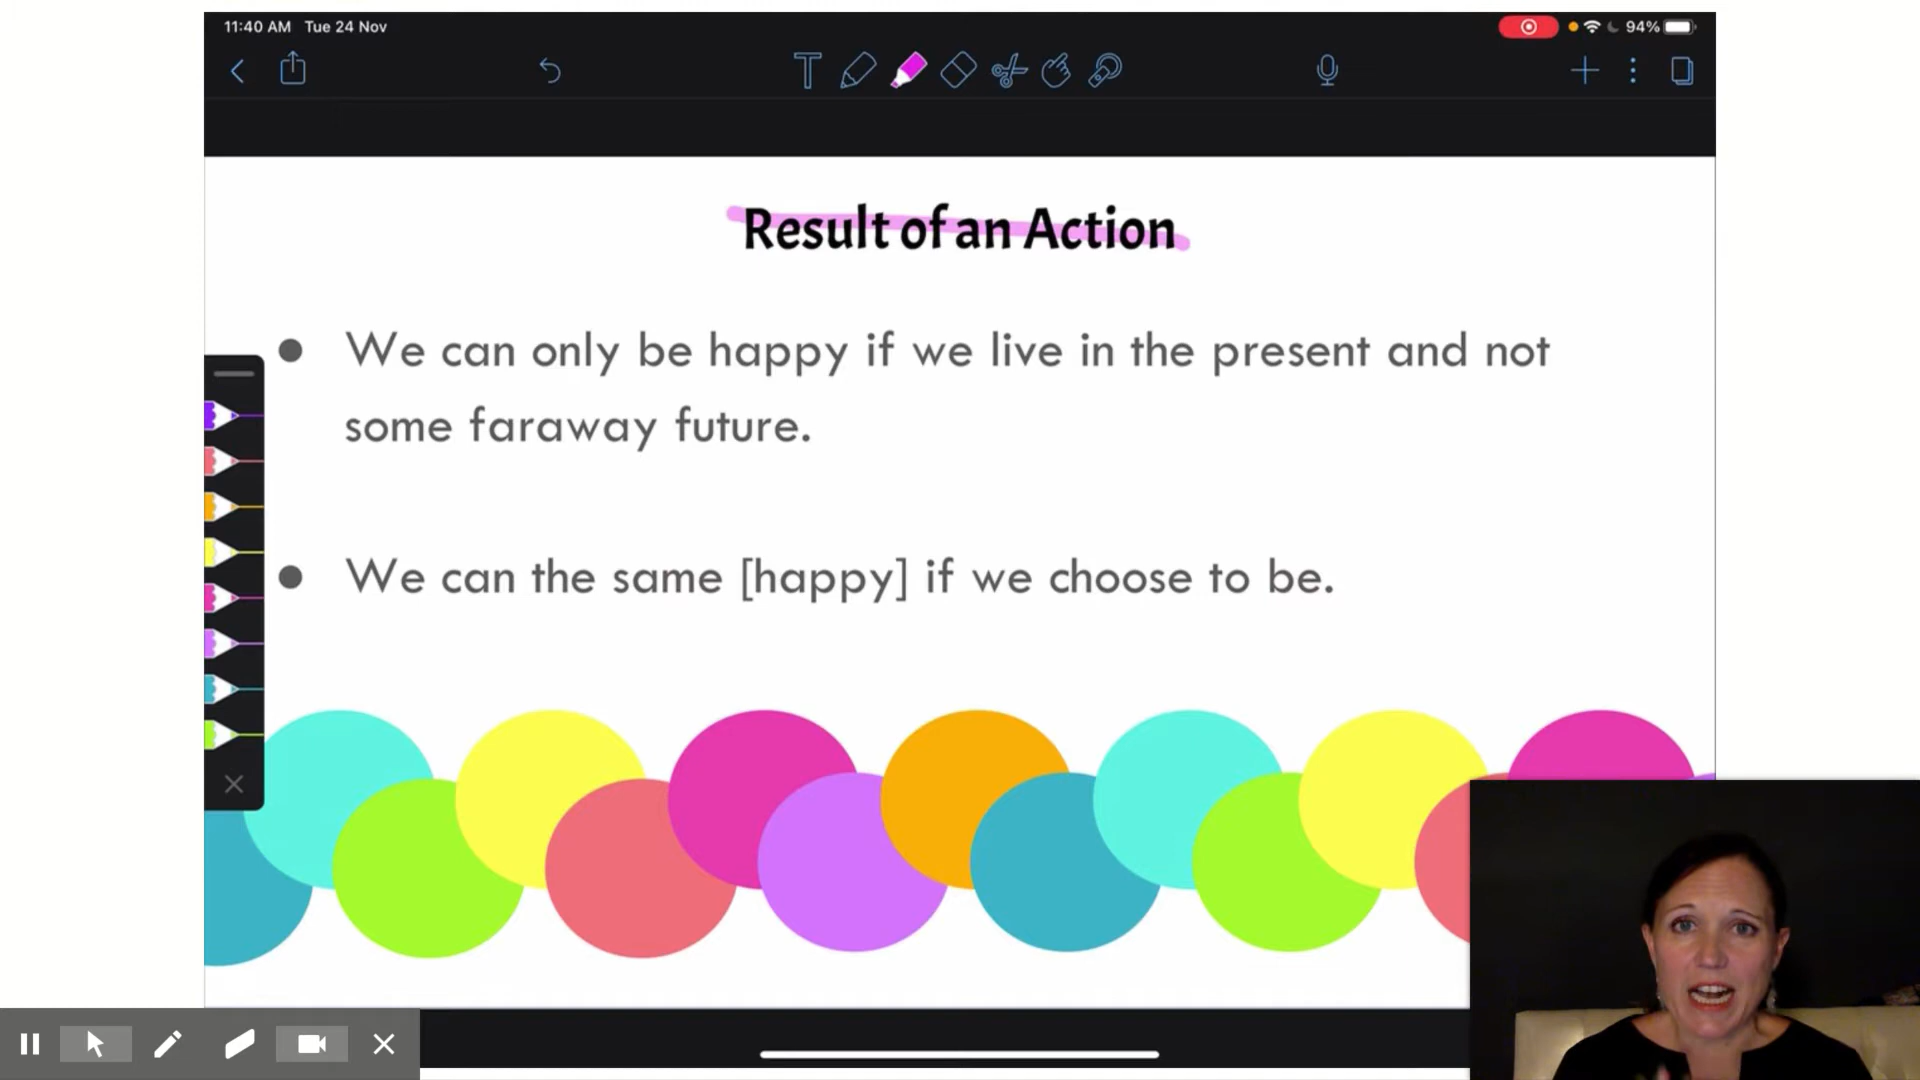 11:40 AM Tue 24 Nov
94%
Result of an Action
We can only be happy if we live in the present and not
some faraway future.
We can the same [happy] if we choose to be.